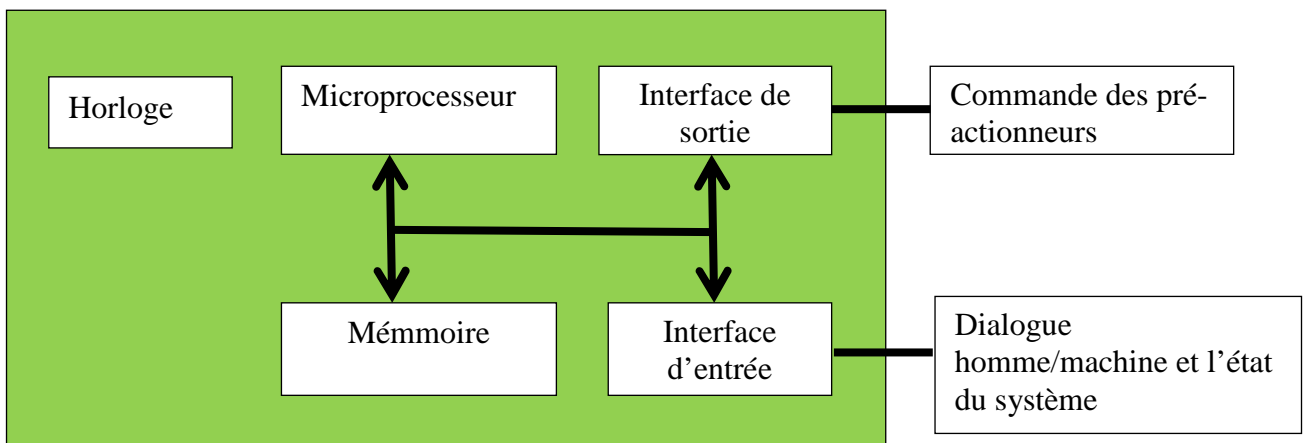 Horloge
Microprocesseur
Interface de
sortie
Commande des pré-
actionneurs
Mémmoire
Interface
d’entrée
Dialogue
homme/machine et l’état
du système